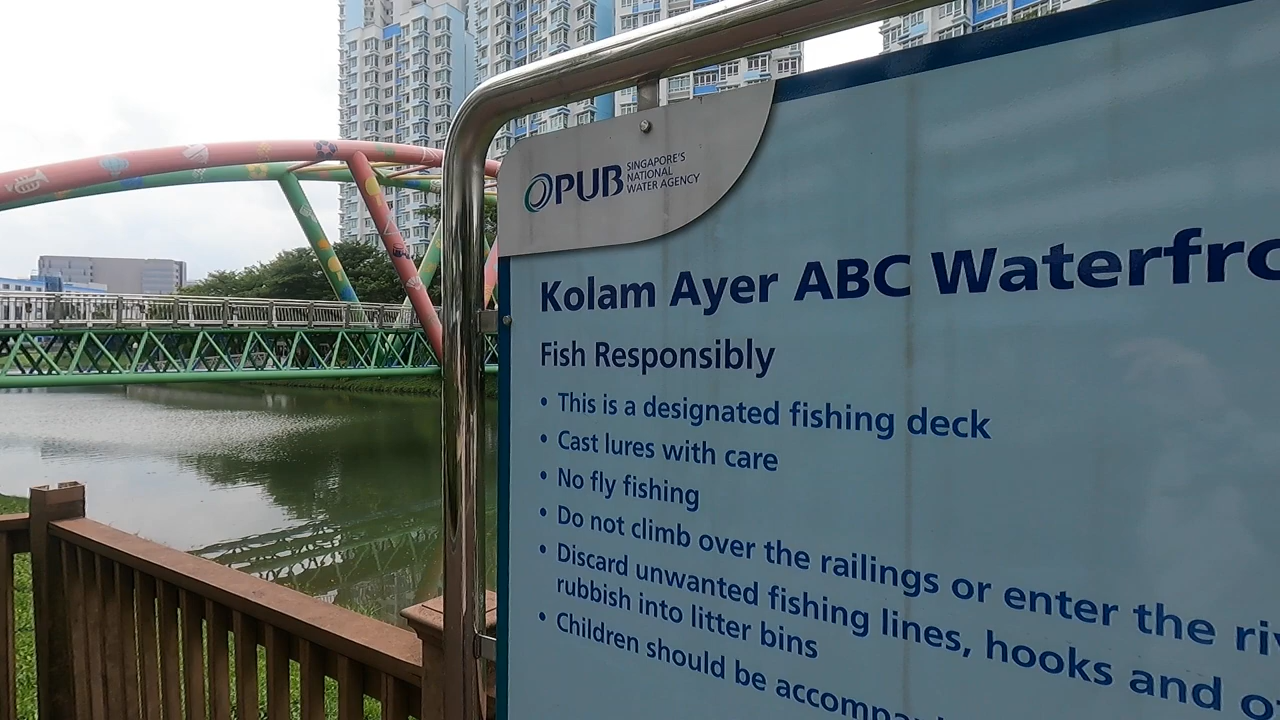 PUB
SINGAPORE'S
NATIONAL
WATER AGENCY
Kolam Ayer ABC Waterfro
Fish Responsibly
• This is a designated fishing deck
• Cast lures with care
• No fly fishing
• Do not climb over the railings or enter the ri
• Discard unwanted fishing lines, hooks and o
rubbish into litter bins
• Children should be accompa